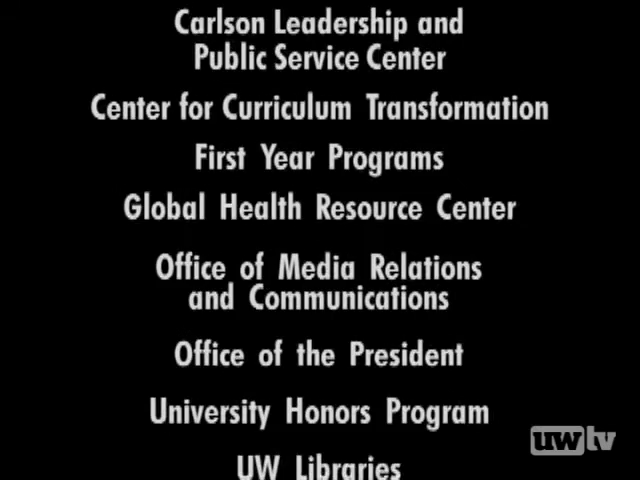 Carlson Leadership and
Public Service Center
Center for Curriculum Transformation
First Year Programs
Global Health Resource Center
Office of Media Relations
and Communications
Office of the President
University Honors Program
UW Libraries
uwtv